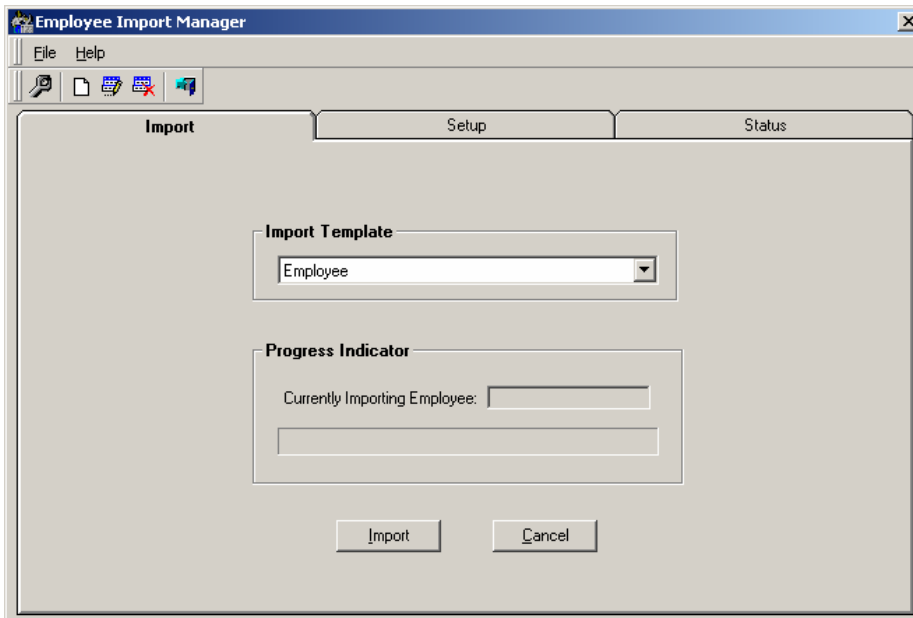 Employee Import Manager
File Help
Import Setup Status
Import Template
Employee
Progress Indicator
Currently Importing Employee:
Import Cancel